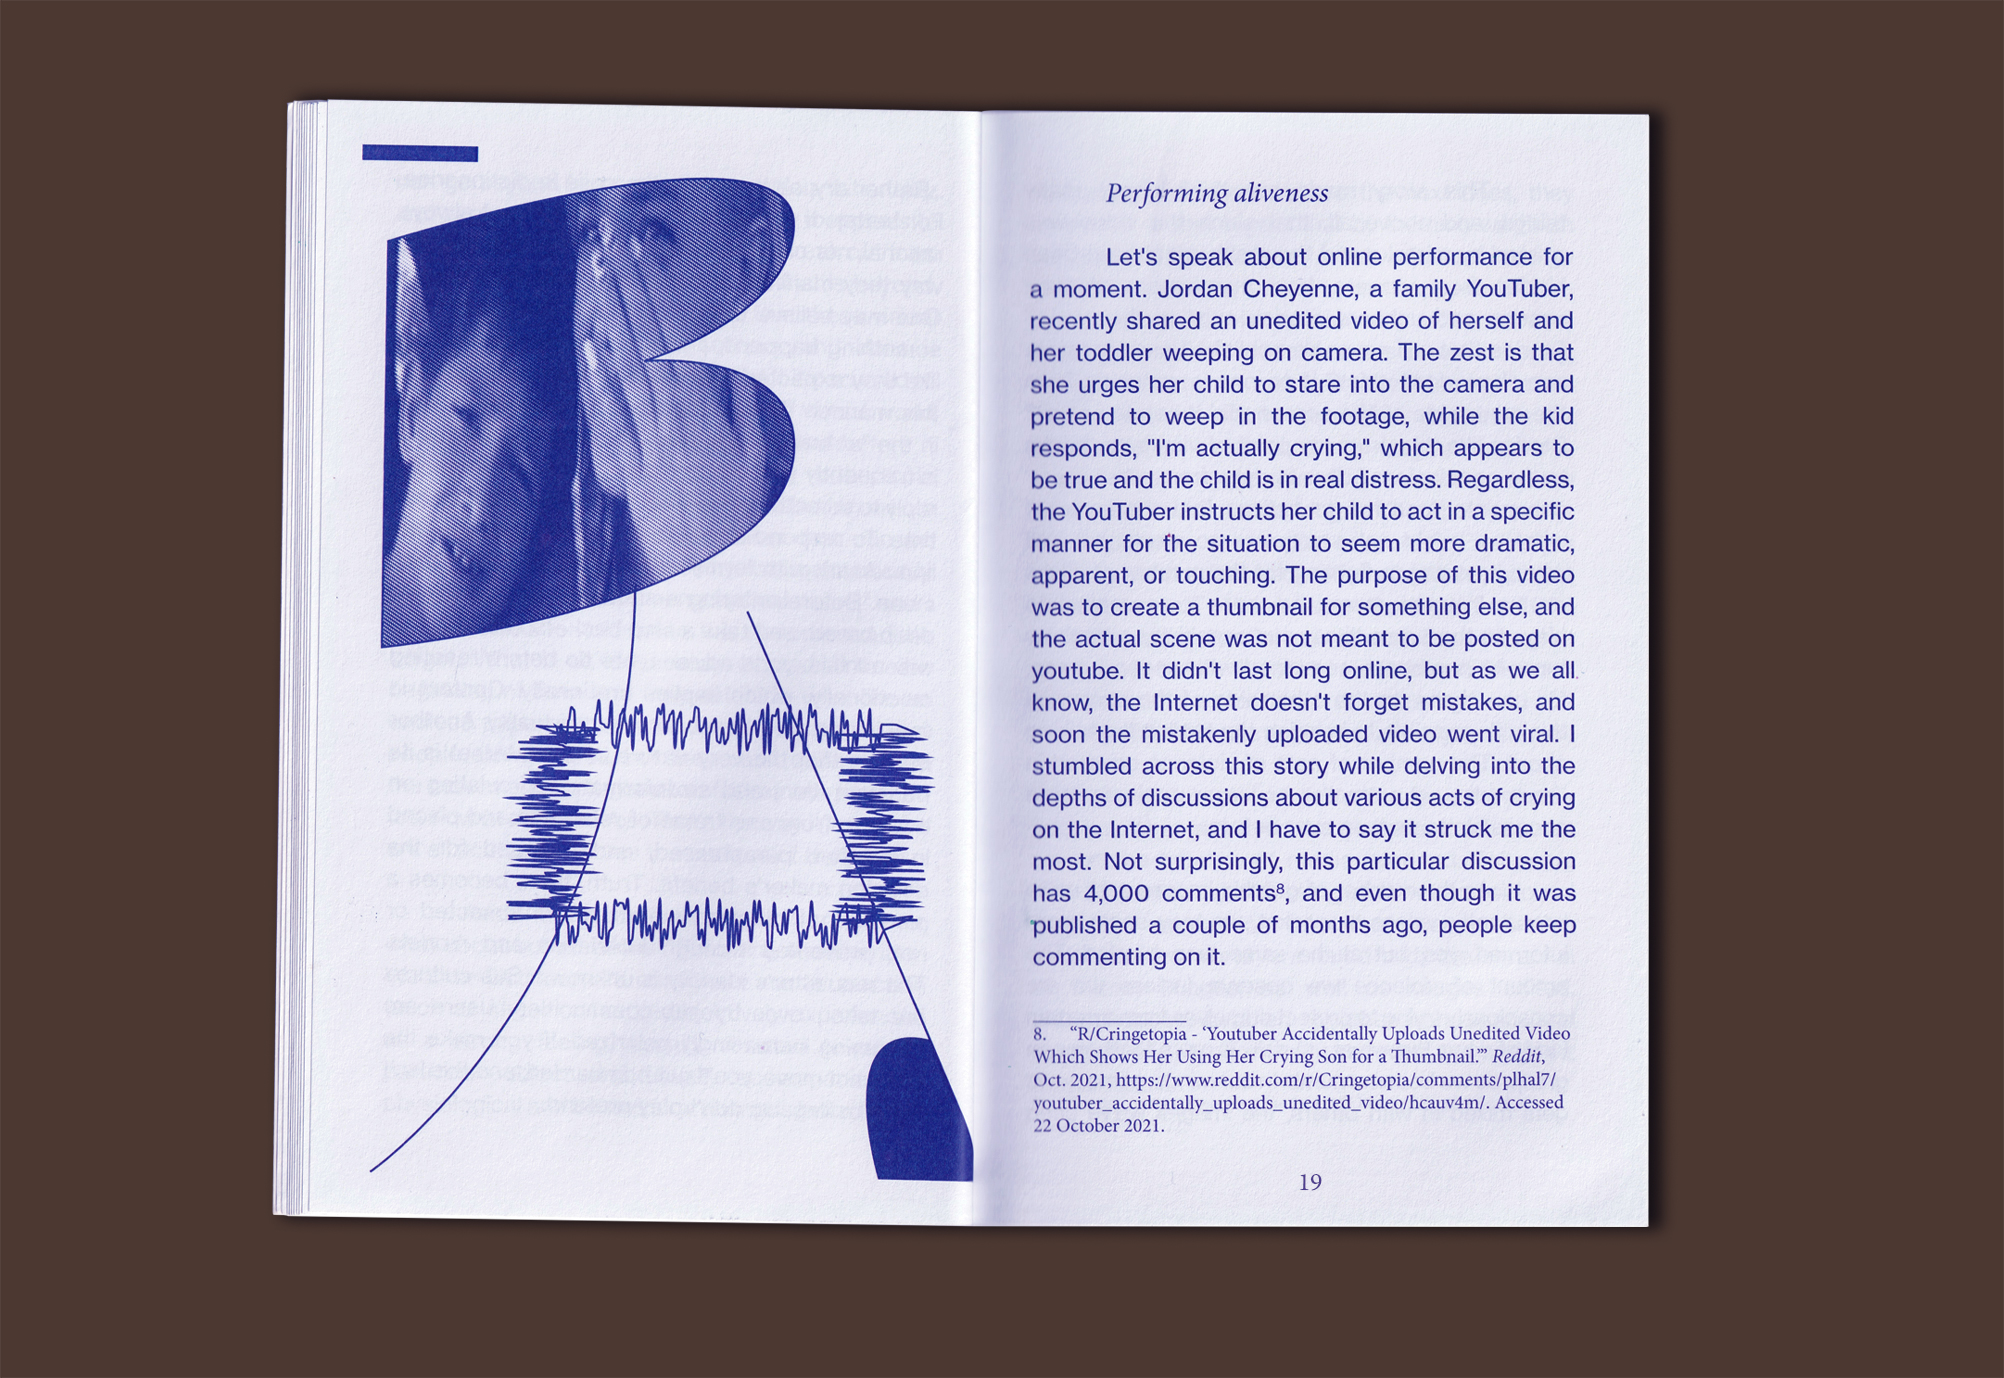 Performing aliveness
Let's speak about online performance for
a moment. Jordan Cheyenne, a family YouTuber,
recently shared an unedited video of herself and
her toddler weeping on camera. The zest is that
she urges her child to stare into the camera and
pretend to weep in the footage, while the kid
responds, "I'm actually crying," which appears to
be true and the child is in real distress. Regardless,
the YouTuber instructs her child to act in a specific
manner for the situation to seem more dramatic,
apparent, or touching. The purpose of this video
was to create a thumbnail for something else, and
the actual scene was not meant to be posted on
youtube. It didn't last long online, but as we all
know, the Internet doesn't forget mistakes, and
soon the mistakenly uploaded video went viral. I
stumbled across this story while delving into the
depths of discussions about various acts of crying
on the Internet, and I have to say it struck me the
most. Not surprisingly, this particular discussion
has 4,000 comments⁸, and even though it was
published a couple of months ago, people keep
commenting on it.
8. “R/Cringetopia - ‘Youtuber Accidentally Uploads Unedited Video
Which Shows Her Using Her Crying Son for a Thumbnail.’” Reddit,
Oct. 2021, https://www.reddit.com/r/Cringetopia/comments/plhal7/
youtuber_accidentally_uploads_unedited_video/hcauv4m/. Accessed
22 October 2021.
19